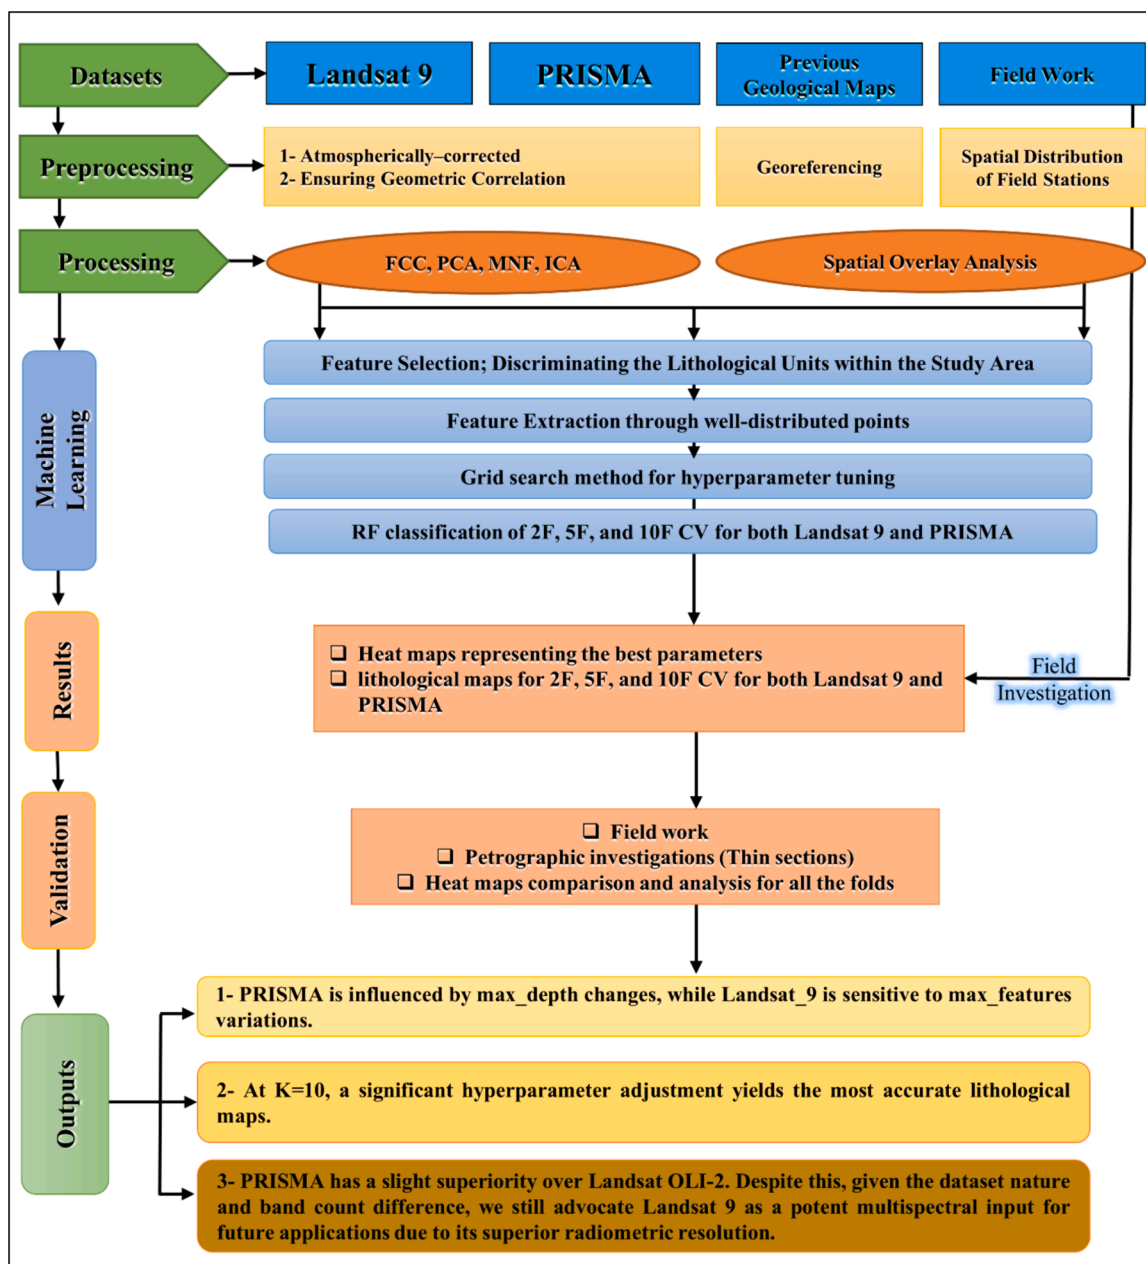 Datasets
Landsat 9
PRISMA
Previous
Geological Maps
Field Work
Preprocessing
1- Atmospherically–corrected
2- Ensuring Geometric Correlation
Georeferencing
Spatial Distribution
of Field Stations
Processing
FCC, PCA, MNF, ICA
Spatial Overlay Analysis
Machine
Learning
Feature Selection; Discriminating the Lithological Units within the Study Area
Feature Extraction through well-distributed points
Grid search method for hyperparameter tuning
RF classification of 2F, 5F, and 10F CV for both Landsat 9 and PRISMA
Results
❑ Heat maps representing the best parameters
❑ lithological maps for 2F, 5F, and 10F CV for both Landsat 9 and
PRISMA
Field
Investigation
Validation
❑ Field work
❑ Petrographic investigations (Thin sections)
❑ Heat maps comparison and analysis for all the folds
Outputs
1- PRISMA is influenced by max_depth changes, while Landsat_9 is sensitive to max_features
variations.
2- At K=10, a significant hyperparameter adjustment yields the most accurate lithological
maps.
3- PRISMA has a slight superiority over Landsat OLI-2. Despite this, given the dataset nature
and band count difference, we still advocate Landsat 9 as a potent multispectral input for
future applications due to its superior radiometric resolution.